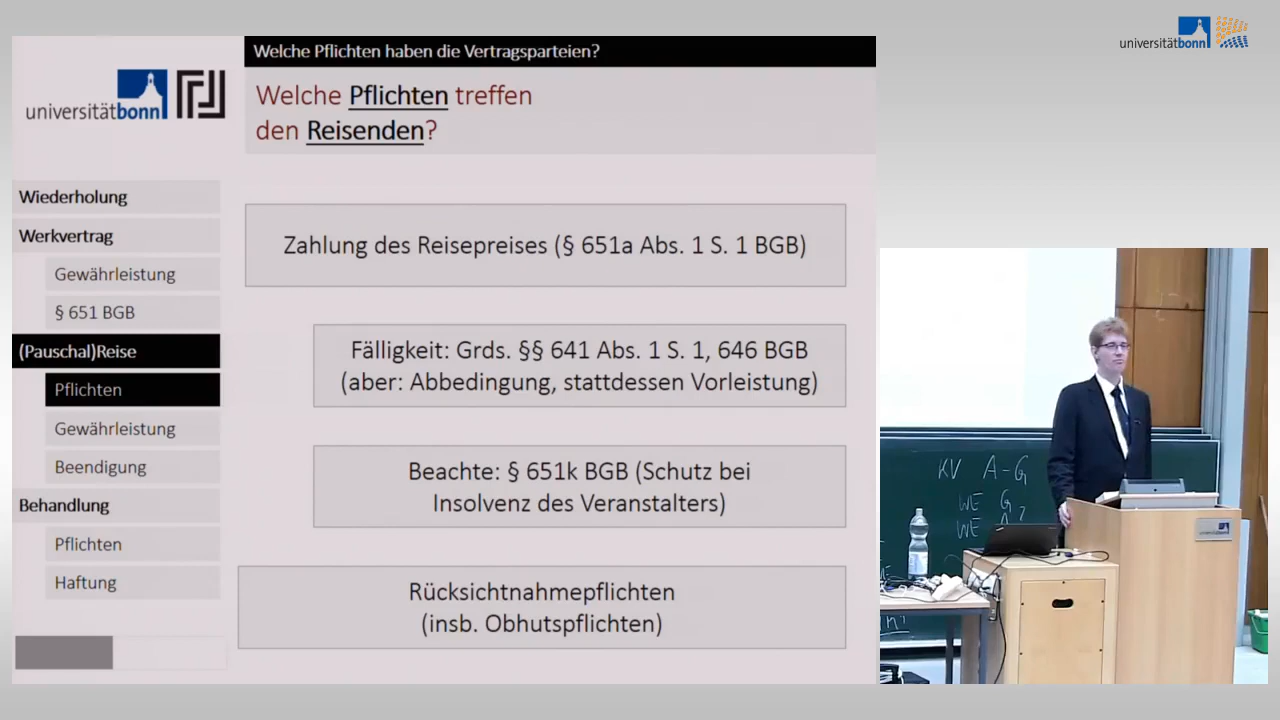 universitätbonn
Welche Pflichten haben die Vertragsparteien?
universitätbonn
Welche Pflichten treffen
den Reisenden?
Wiederholung
Werkvertrag
Gewährleistung
§ 651 BGB
(Pauschal)Reise
Pflichten
Gewährleistung
Beendigung
Behandlung
Pflichten
Haftung
Zahlung des Reisepreises (§ 651a Abs. 1 S. 1 BGB)
Fälligkeit: Grds. §§ 641 Abs. 1 S. 1, 646 BGB
(aber: Abbedingung, stattdessen Vorleistung)
Beachte: § 651k BGB (Schutz bei
Insolvenz des Veranstalters)
Rücksichtnahmepflichten
(insb. Obhutspflichten)
KV A-G
WE G
WE
universitätbonn